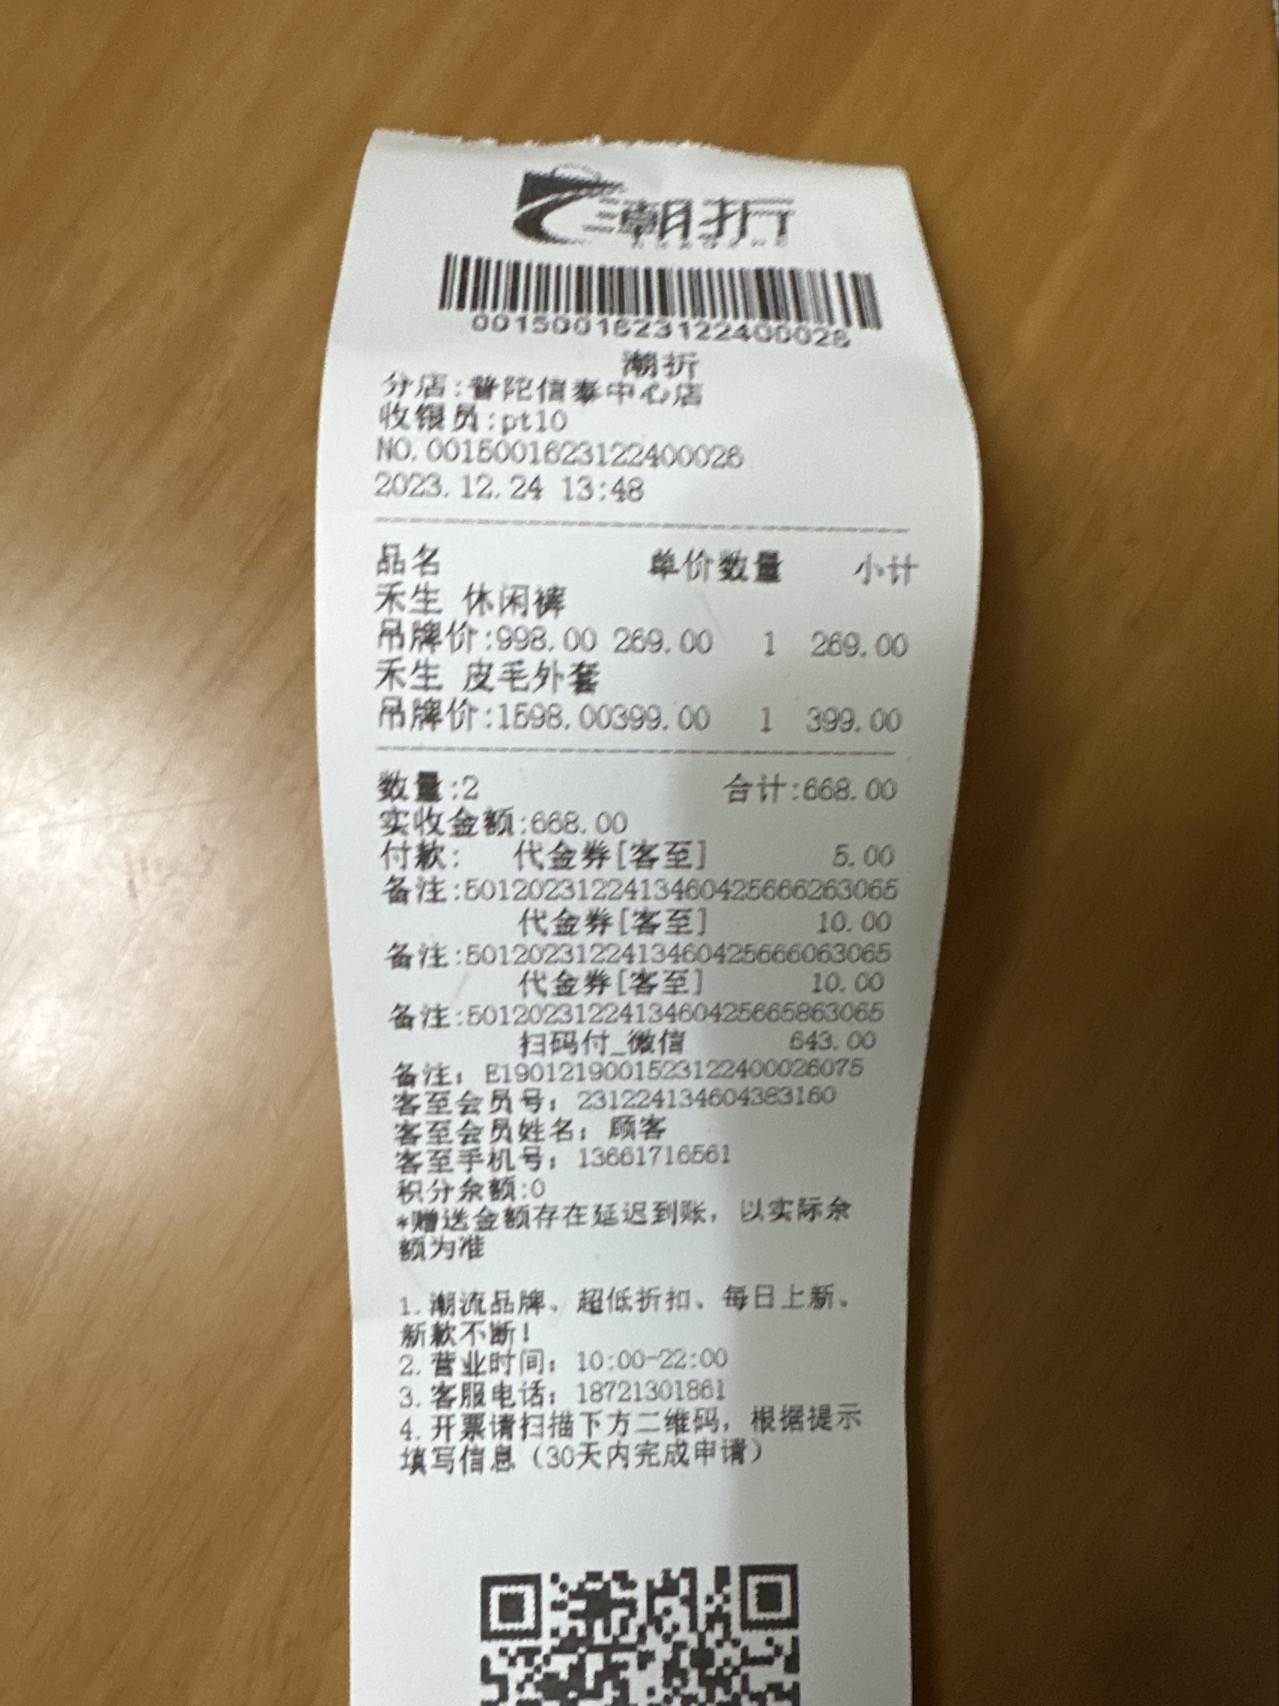 潮折
0015001623122400026
潮折
分店:普陀信泰中心店
收银员:pt10
NO.0015001623122400026
2023.12.24 13:48
品名 单价数量 小计
禾生 休闲裤
吊牌价:998.00 269.00 1 269.00
禾生 皮毛外套
吊牌价:1598.00399.00 1 399.00
数量:2 合计:668.00
实收金额:668.00
付款: 代金券[客至] 5.00
备注:5012023122413460425666263065
代金券[客至] 10.00
备注:5012023122413460425666063065
代金券[客至] 10.00
备注:5012023122413460425665863065
扫码付_微信 643.00
备注: E1901219001523122400026075
客至会员号: 231224134604383160
客至会员姓名: 顾客
客至手机号: 13661716561
积分余额:0
*赠送金额存在延迟到账，以实际余
额为准
1.潮流品牌、超低折扣、每日上新、
新款不断!
2.营业时间: 10:00-22:00
3.客服电话: 18721301861
4.开票请扫描下方二维码，根据提示
填写信息（30天内完成申请）